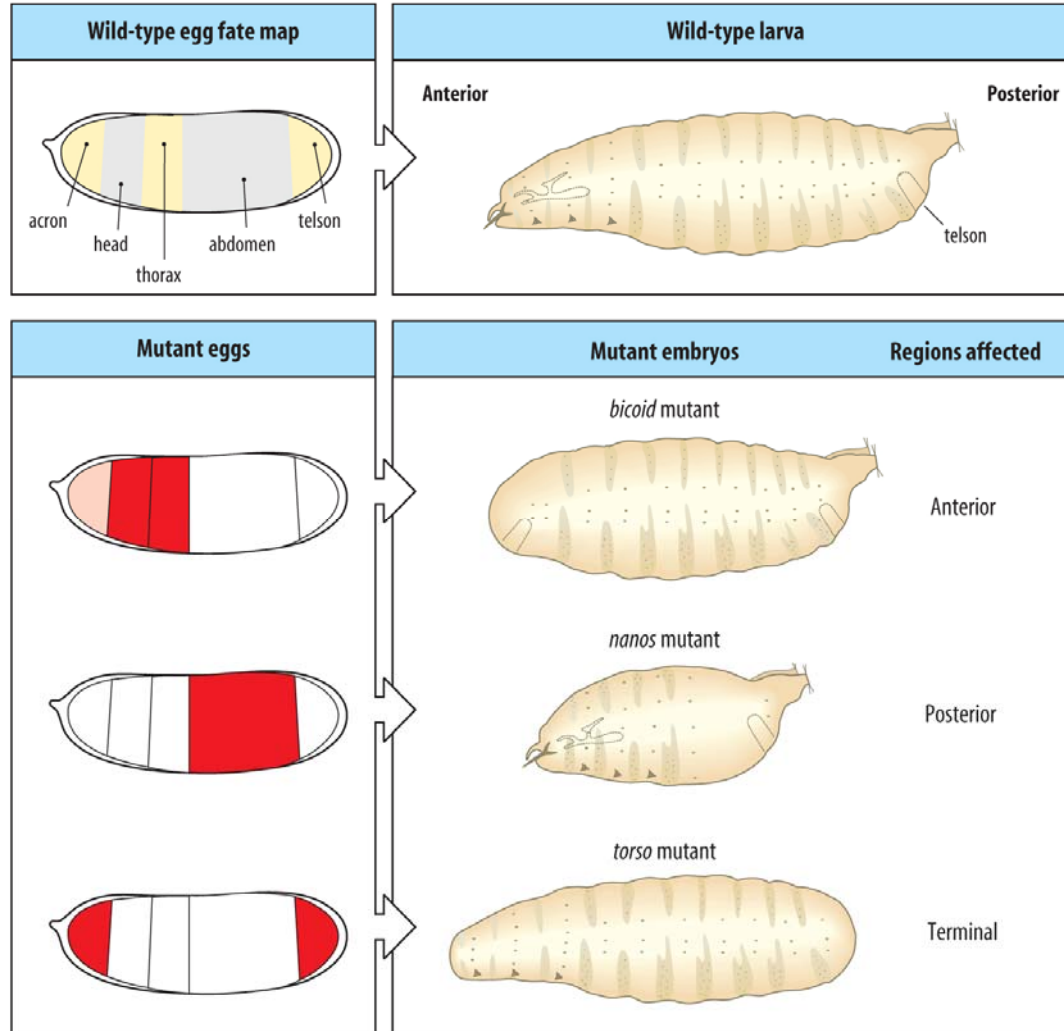 Wild-type egg fate map
Wild-type larva
Anterior
Posterior
acron
head
thorax
abdomen
telson
telson
Mutant eggs
Mutant embryos
Regions affected
bicoid mutant
Anterior
nanos mutant
Posterior
torso mutant
Terminal